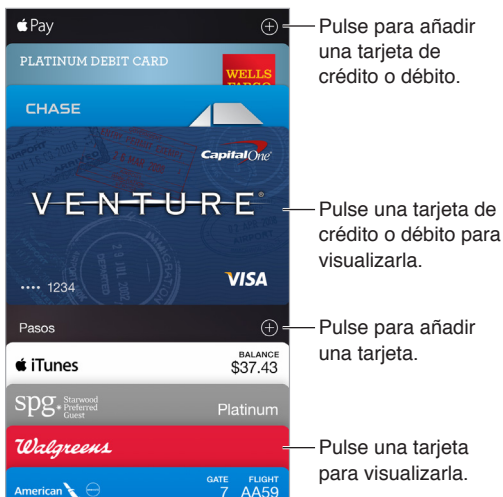 Pay
Pulse para añadir
una tarjeta de
crédito o débito.
PLATINUM DEBIT CARD
WELLS
FARGO
CHASE
CapitalOne
VENTURE®
Pulse una tarjeta de
crédito o débito para
visualizarla.
•••• 1234
VISA
Pasos
Pulse para añadir
una tarjeta.
iTunes
BALANCE
$37.43
spg® Starwood
Preferred
Guest
Platinum
Walgreens
Pulse una tarjeta
para visualizarla.
American
GATE FLIGHT
7 AA59